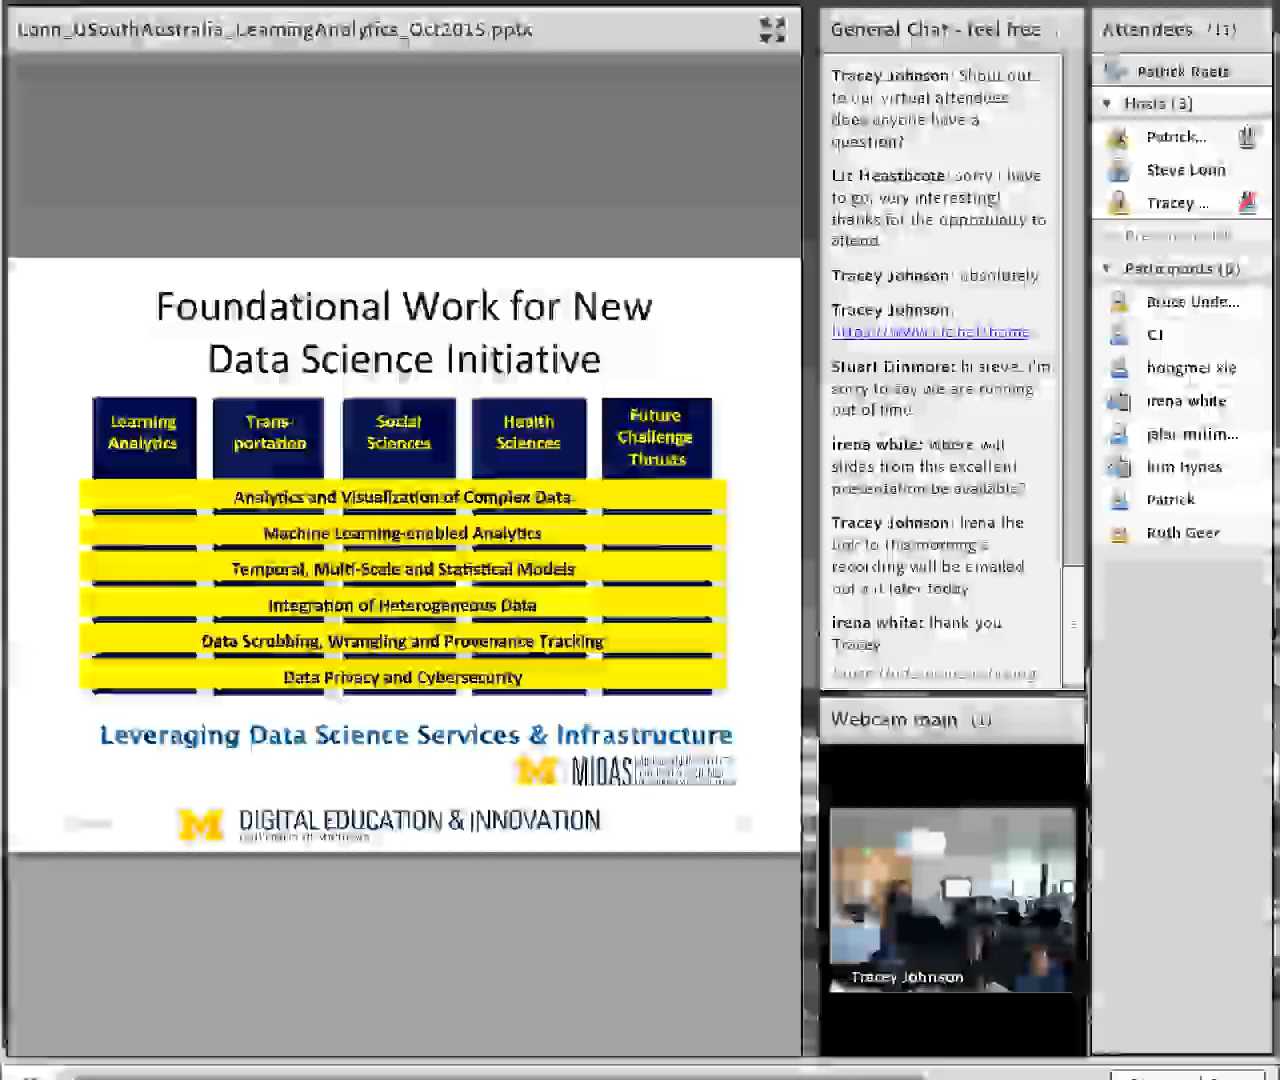 Lonn_USouthAustralia_LearningAnalytics_Oct2015.pptx
Foundational Work for New
Data Science Initiative
Learning
Analytics
Trans-
portation
Social
Sciences
Health
Sciences
Future
Challenge
Thrusts
Analytics and Visualization of Complex Data
Machine Learning-enabled Analytics
Temporal, Multi-Scale and Statistical Models
Integration of Heterogeneous Data
Data Scrubbing, Wrangling and Provenance Tracking
Data Privacy and Cybersecurity
Leveraging Data Science Services & Infrastructure
M MIDAS
M DIGITAL EDUCATION & INNOVATION
General Chat - feel free
Tracey Johnson: Shout out
to our virtual attendees
does anyone have a
question?
Liz Heasthcote: sorry i have
to go, very interesting!
thanks for the opportunity to
attend
Tracey Johnson: absolutely
Tracey Johnson:
Stuart Dinmore: hi steve. i'm
sorry to say we are running
out of time
irena white: Where will
slides from this excellent
presentation be available?
Tracey Johnson: Irena the
link to this morning's
recording will be emailed
out later today
irena white: thank you
Tracey
Webcam main (1)
Tracey Johnson
Attendees (11)
Hosts (3)
Patrick...
Steve Lonn
Tracey ...
Participants
Bruce Unde...
CJ
hongmei xie
irena white
kim hynes
Patrick
Ruth Geer